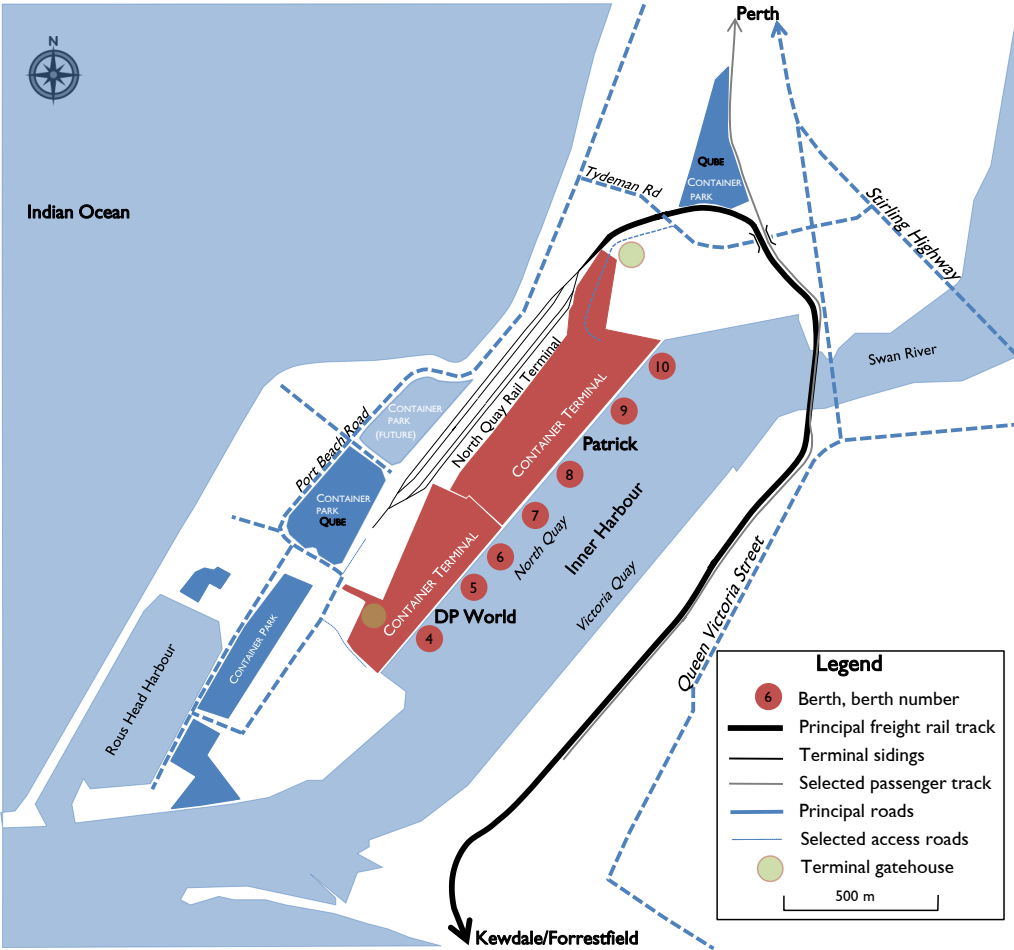 Perth
N
QUBE
CONTAINER
PARK
Tydeman Rd
Stirling Highway
Indian Ocean
Swan River
10
North Quay Rail Terminal
CONTAINER TERMINAL
9
CONTAINER
PARK
(FUTURE)
Patrick
Port Beach Road
8
CONTAINER
PARK
QUBE
7
Inner Harbour
North Quay
6
CONTAINER TERMINAL
5
DP World
4
Victoria Quay
CONTAINER PARK
Rous Head Harbour
Queen Victoria Street
Legend
6 Berth, berth number
Principal freight rail track
Terminal sidings
Selected passenger track
Principal roads
Selected access roads
Terminal gatehouse
500 m
Kewdale/Forrestfield